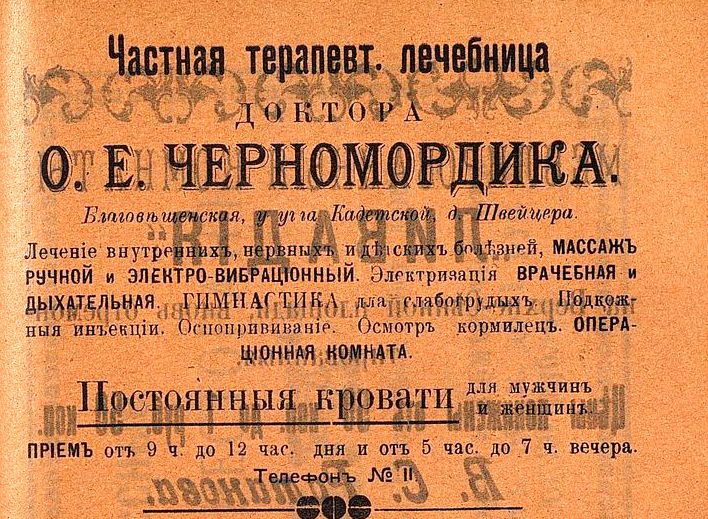 Частная терапевт. лечебница
ДОКТОРА
О. Е. ЧЕРНОМОРДИКА.
Благовѣщенская, у угла Кадетской, д. Швейцера.
Лечение внутреннихъ, нервныхъ и дѣтскихъ болѣзней, МАССАЖЪ
РУЧНОЙ и ЭЛЕКТРО-ВИБРАЦІОННЫЙ. Электризація ВРАЧЕБНАЯ и
ДЫХАТЕЛЬНАЯ ГИМНАСТИКА для слабогрудыхъ Подкож-
ныя инъекціи. Оспопрививаніе. Осмотръ кормилецъ. ОПЕРА-
ЦІОННАЯ КОМНАТА.
Постоянныя кровати для мужчинъ
и женщинъ.
ПРІЕМЪ отъ 9 ч. до 12 час. дня и отъ 5 час. до 7 ч. вечера.
Телефонъ № 11.